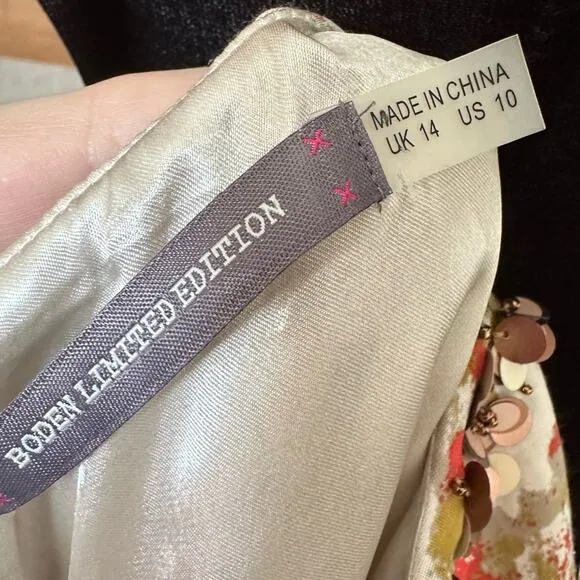 MADE IN CHINA
UK 14 US 10
BODEN LIMITED EDITION